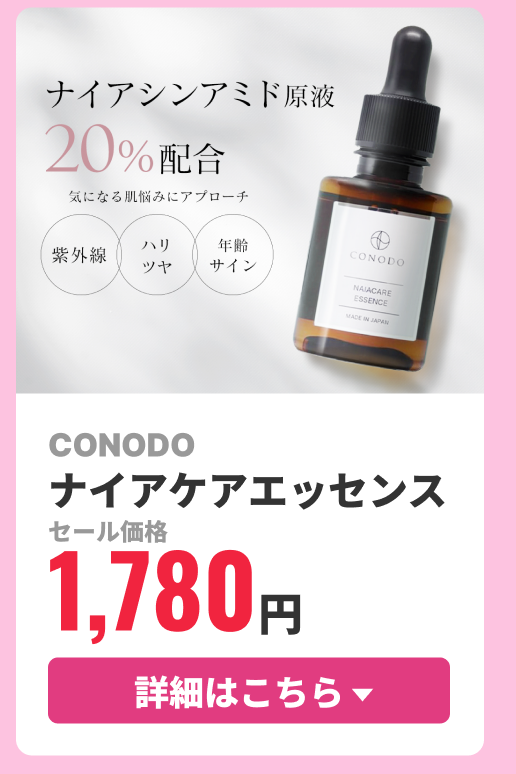 ナイアシンアミド原液
20%配合
気になる肌悩みにアプローチ
紫外線
ハリ
ツヤ
年齢
サイン
CONODO
NAIACARE
ESSENCE
MADE IN JAPAN
CONODO
ナイアケアエッセンス
セール価格
1,780円
詳細はこちら